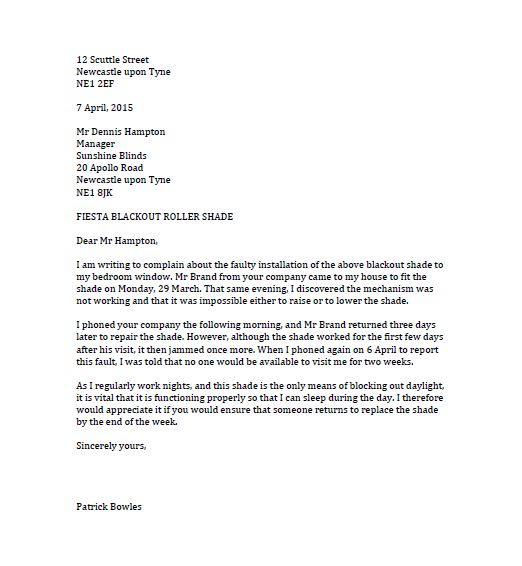 12 Scuttle Street
Newcastle upon Tyne
NE1 2EF
7 April, 2015
Mr Dennis Hampton
Manager
Sunshine Blinds
20 Apollo Road
Newcastle upon Tyne
NE1 8JK
FIESTA BLACKOUT ROLLER SHADE
Dear Mr Hampton,
I am writing to complain about the faulty installation of the above blackout shade to
my bedroom window. Mr Brand from your company came to my house to fit the
shade on Monday, 29 March. That same evening, I discovered the mechanism was
not working and that it was impossible either to raise or to lower the shade.
I phoned your company the following morning, and Mr Brand returned three days
later to repair the shade. However, although the shade worked for the first few days
after his visit, it then jammed once more. When I phoned again on 6 April to report
this fault, I was told that no one would be available to visit me for two weeks.
As I regularly work nights, and this shade is the only means of blocking out daylight,
it is vital that it is functioning properly so that I can sleep during the day. I therefore
would appreciate it if you would ensure that someone returns to replace the shade
by the end of the week.
Sincerely yours,
Patrick Bowles